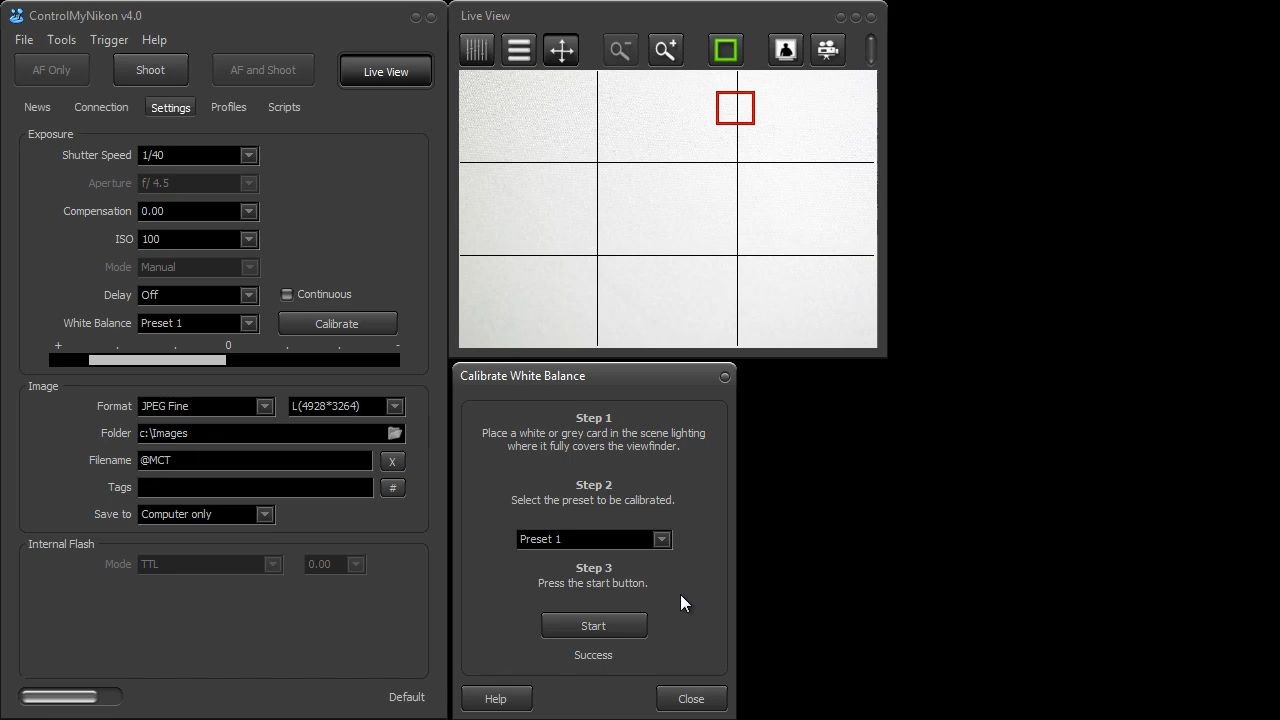 ControlMyNikon v4.0
File Tools Trigger Help
AF Only Shoot AF and Shoot Live View
News Connection Settings Profiles Scripts
Exposure
Shutter Speed 1/40
Aperture f/ 4.5
Compensation 0.00
ISO 100
Mode Manual
Delay Off Continuous
White Balance Preset 1 Calibrate
+ . . 0 . . -
Image
Format JPEG Fine L(4928*3264)
Folder c:\Images
Filename @MCT X
Tags #
Save to Computer only
Internal Flash
Mode TTL 0.00
Default
Live View
Calibrate White Balance
Step 1
Place a white or grey card in the scene lighting
where it fully covers the viewfinder.
Step 2
Select the preset to be calibrated.
Preset 1
Step 3
Press the start button.
Start
Success
Help Close